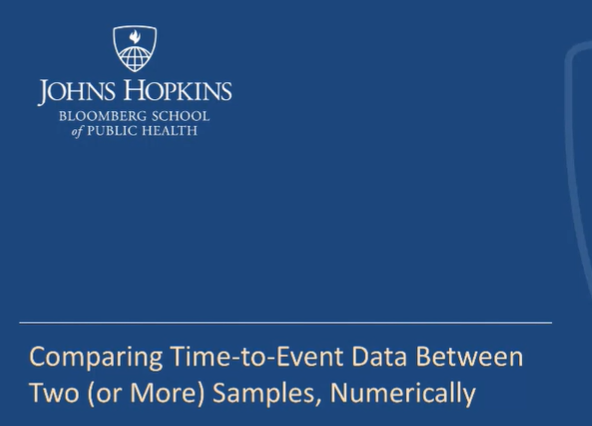 JOHNS HOPKINS
BLOOMBERG SCHOOL
of PUBLIC HEALTH
Comparing Time-to-Event Data Between
Two (or More) Samples, Numerically